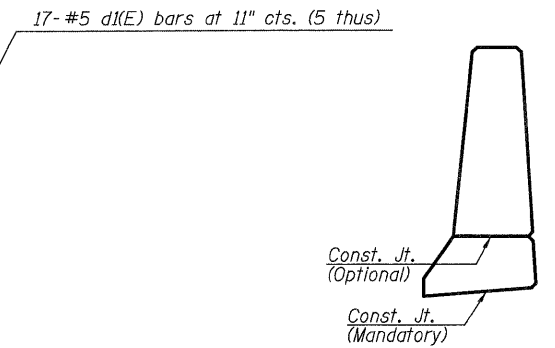 17-#5 d1(E) bars at 11" cts. (5 thus)
Const. Jt.
(Optional)
Const. Jt.
(Mandatory)